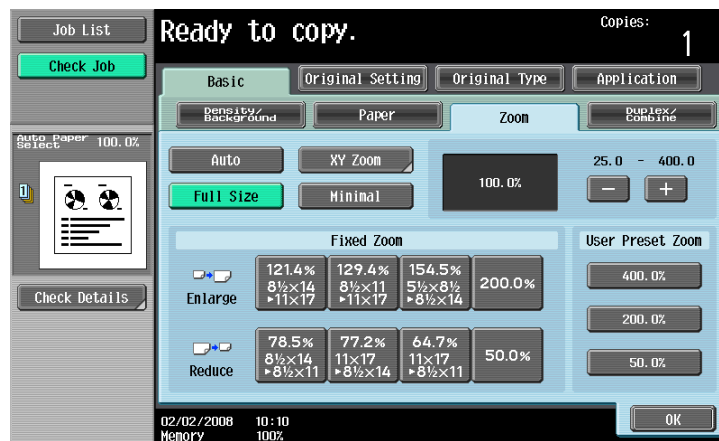 Job List
Check Job
Ready to copy.
Copies:
1
Basic
Original Setting
Original Type
Application
Density/
Background
Paper
Zoom
Duplex/
Combine
Auto Paper
Select
100.0%
1
Check Details
Auto
XY Zoom
Full Size
Minimal
100.0%
25.0 - 400.0
−
+
Fixed Zoom
User Preset Zoom
Enlarge
121.4%
8½×14
▸11×17
129.4%
8½×11
▸11×17
154.5%
5½×8½
▸8½×14
200.0%
Reduce
78.5%
8½×14
▸8½×11
77.2%
11×17
▸8½×14
64.7%
11×17
▸8½×11
50.0%
400.0%
200.0%
50.0%
02/02/2008 10:10
Memory 100%
OK